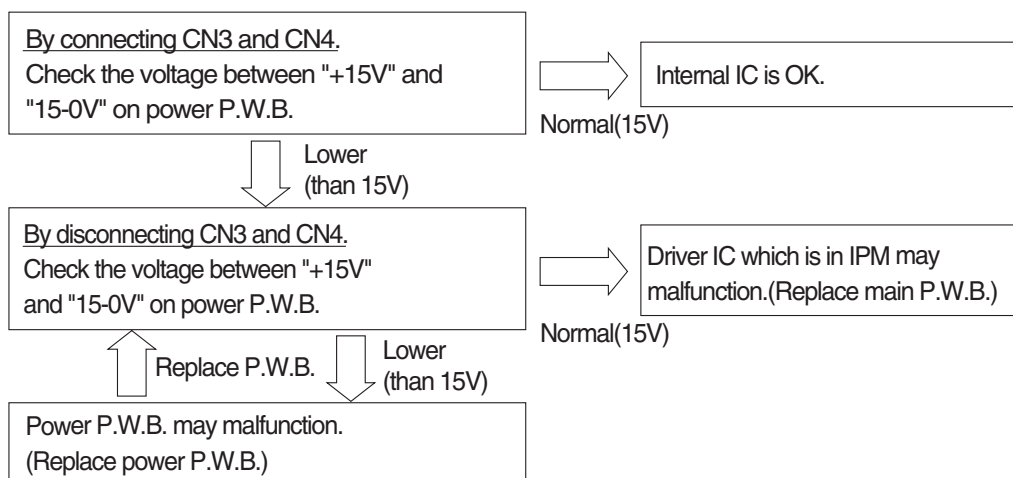 By connecting CN3 and CN4.
Check the voltage between "+15V" and
"15-0V" on power P.W.B.
Internal IC is OK.
Normal(15V)
Lower
(than 15V)
By disconnecting CN3 and CN4.
Check the voltage between "+15V"
and "15-0V" on power P.W.B.
Driver IC which is in IPM may
malfunction.(Replace main P.W.B.)
Normal(15V)
Replace P.W.B.
Lower
(than 15V)
Power P.W.B. may malfunction.
(Replace power P.W.B.)